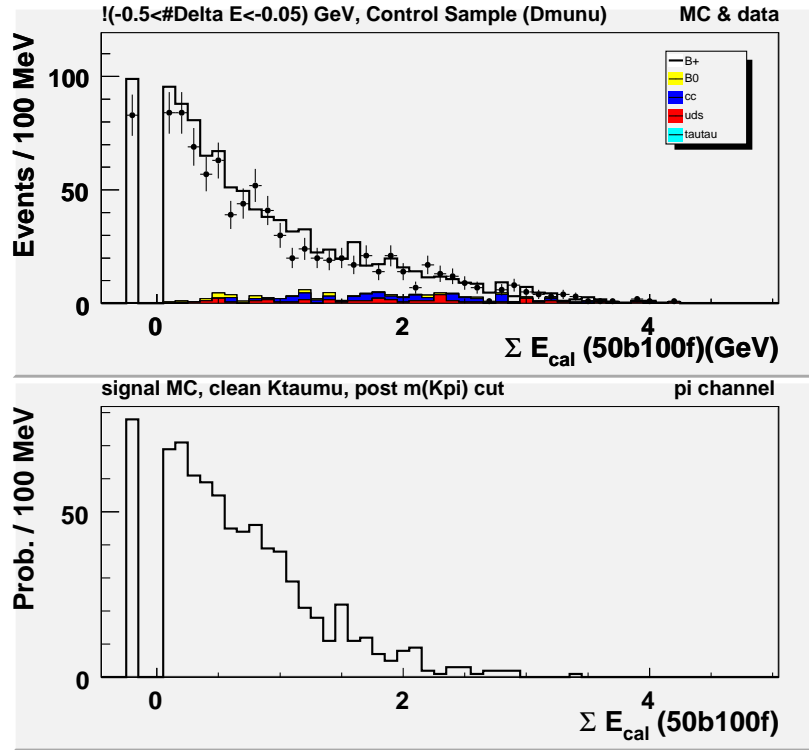 !(-0.5<#Delta E<-0.05) GeV, Control Sample (Dmunu) MC & data
Events / 100 MeV
100
50
0
B+
B0
cc
uds
tautau
0 2 4
Σ E_cal (50b100f)(GeV)
signal MC, clean Ktaumu, post m(Kpi) cut pi channel
Prob. / 100 MeV
50
0
0 2 4
Σ E_cal (50b100f)